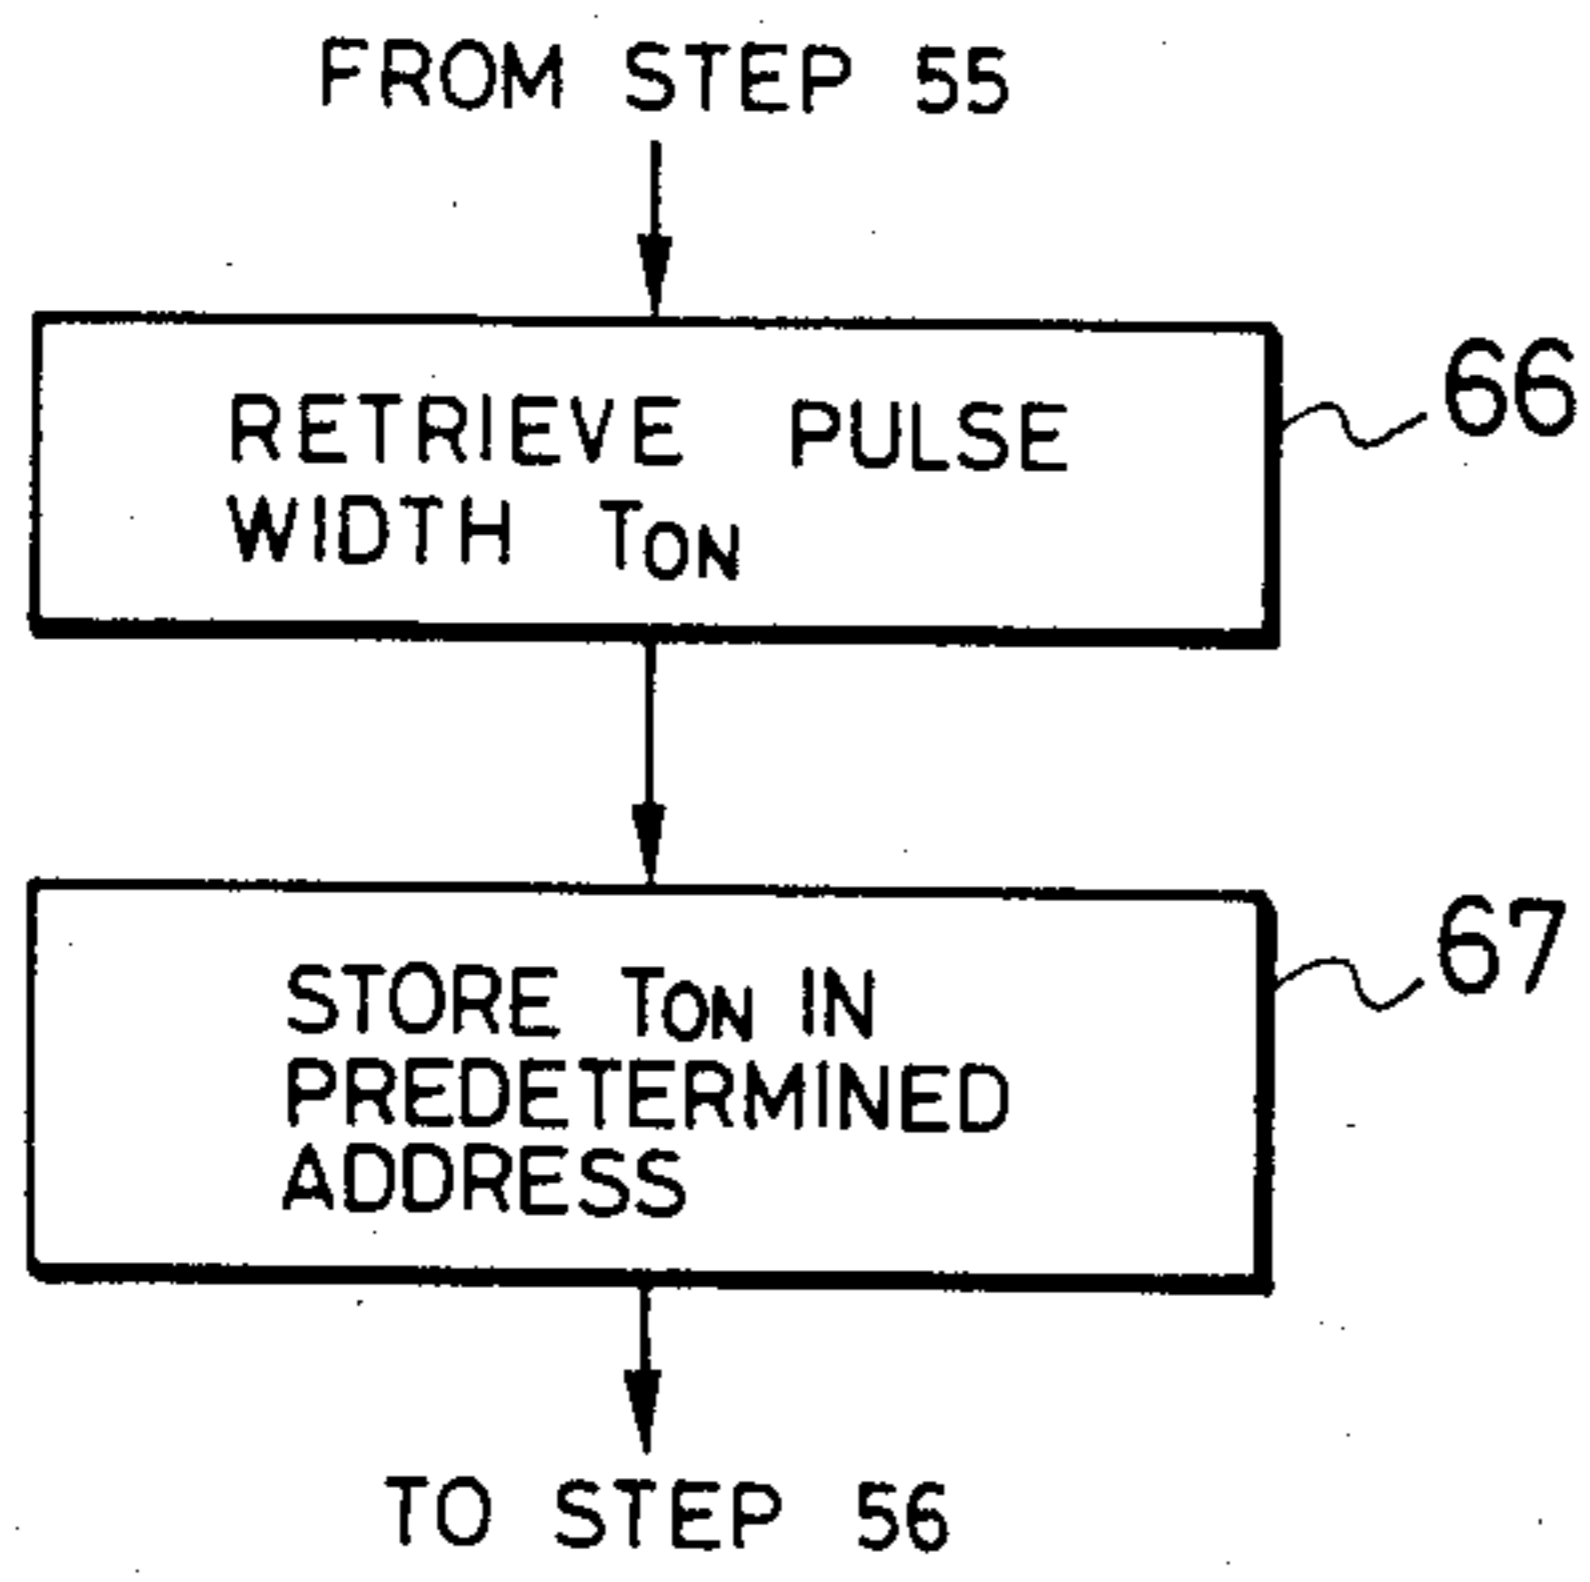 FROM STEP 55
RETRIEVE PULSE
WIDTH TON
66
STORE TON IN
PREDETERMINED
ADDRESS
67
TO STEP 56